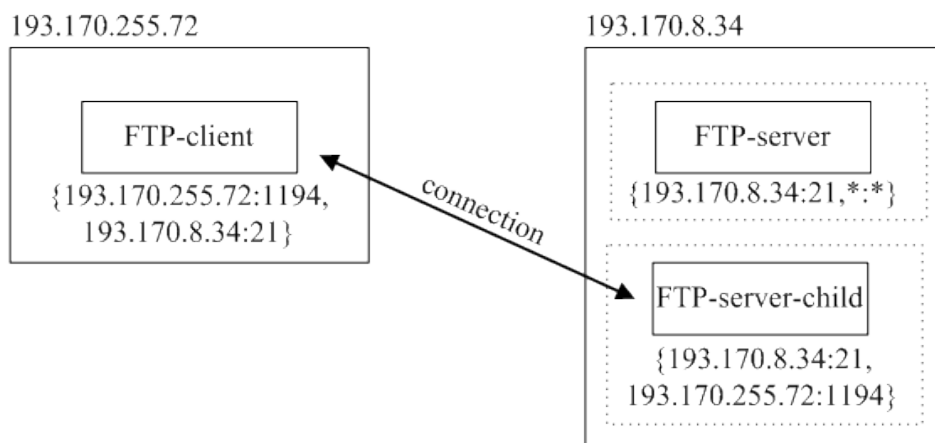 193.170.255.72
FTP-client
{193.170.255.72:1194,
193.170.8.34:21}
connection
193.170.8.34
FTP-server
{193.170.8.34:21,*:*}
FTP-server-child
{193.170.8.34:21,
193.170.255.72:1194}